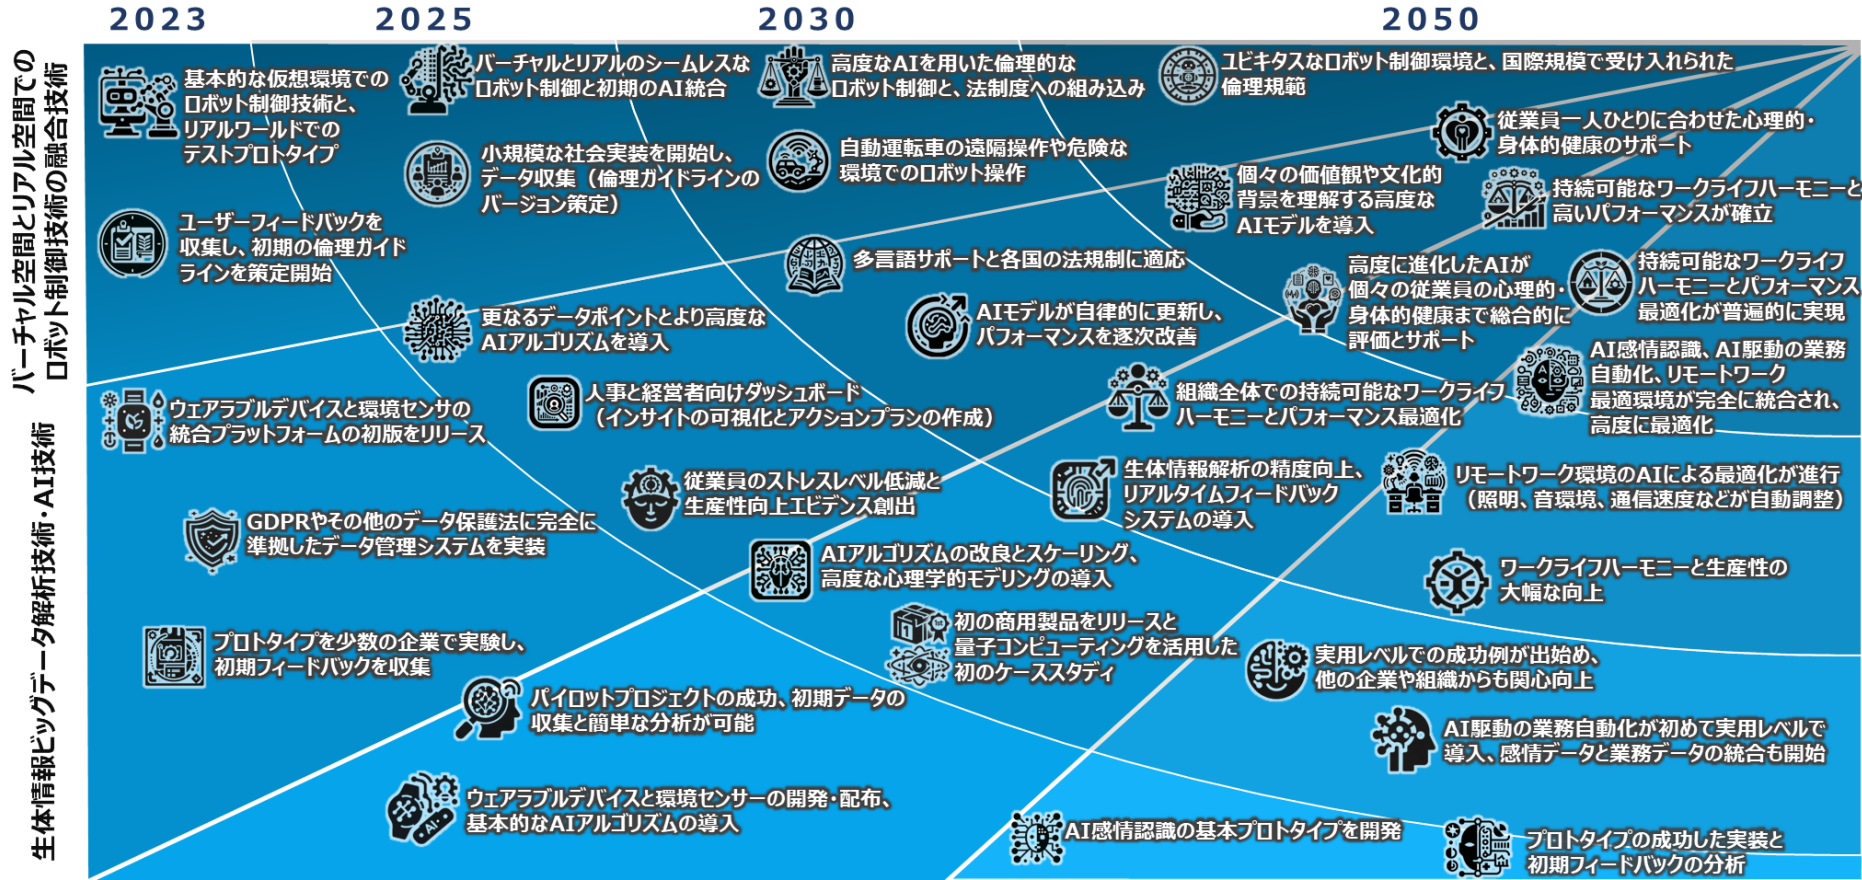 2023
2025
2030
2050
バーチャル空間とリアル空間での
ロボット制御技術の融合技術
生体情報ビッグデータ解析技術・AI技術
基本的な仮想環境での
ロボット制御技術と、
リアルワールドでの
テストプロトタイプ
ユーザーフィードバックを
収集し、初期の倫理ガイド
ラインを策定開始
バーチャルとリアルのシームレスな
ロボット制御と初期のAI統合
小規模な社会実装を開始し、
データ収集（倫理ガイドラインの
バージョン策定）
高度なAIを用いた倫理的な
ロボット制御と、法制度への組み込み
自動運転車の遠隔操作や危険な
環境でのロボット操作
ユビキタスなロボット制御環境と、国際規模で受け入れられた
倫理規範
従業員一人ひとりに合わせた心理的・
身体的健康のサポート
個々の価値観や文化的
背景を理解する高度な
AIモデルを導入
持続可能なワークライフハーモニーと
高いパフォーマンスが確立
多言語サポートと各国の法規制に適応
高度に進化したAIが
個々の従業員の心理的・
身体的健康まで総合的に
評価とサポート
持続可能なワークライフ
ハーモニーとパフォーマンス
最適化が普遍的に実現
更なるデータポイントとより高度な
AIアルゴリズムを導入
AIモデルが自律的に更新し、
パフォーマンスを逐次改善
AI感情認識、AI駆動の業務
自動化、リモートワーク
最適環境が完全に統合され、
高度に最適化
ウェアラブルデバイスと環境センサの
統合プラットフォームの初版をリリース
人事と経営者向けダッシュボード
（インサイトの可視化とアクションプランの作成）
組織全体での持続可能なワークライフ
ハーモニーとパフォーマンス最適化
従業員のストレスレベル低減と
生産性向上エビデンス創出
生体情報解析の精度向上、
リアルタイムフィードバック
システムの導入
リモートワーク環境のAIによる最適化が進行
（照明、音環境、通信速度などが自動調整）
GDPRやその他のデータ保護法に完全に
準拠したデータ管理システムを実装
AIアルゴリズムの改良とスケーリング、
高度な心理学的モデリングの導入
ワークライフハーモニーと生産性の
大幅な向上
プロトタイプを少数の企業で実験し、
初期フィードバックを収集
初の商用製品をリリースと
量子コンピューティングを活用した
初のケーススタディ
実用レベルでの成功例が出始め、
他の企業や組織からも関心向上
パイロットプロジェクトの成功、初期データの
収集と簡単な分析が可能
AI駆動の業務自動化が初めて実用レベルで
導入、感情データと業務データの統合も開始
ウェアラブルデバイスと環境センサーの開発・配布、
基本的なAIアルゴリズムの導入
AI感情認識の基本プロトタイプを開発
プロトタイプの成功した実装と
初期フィードバックの分析